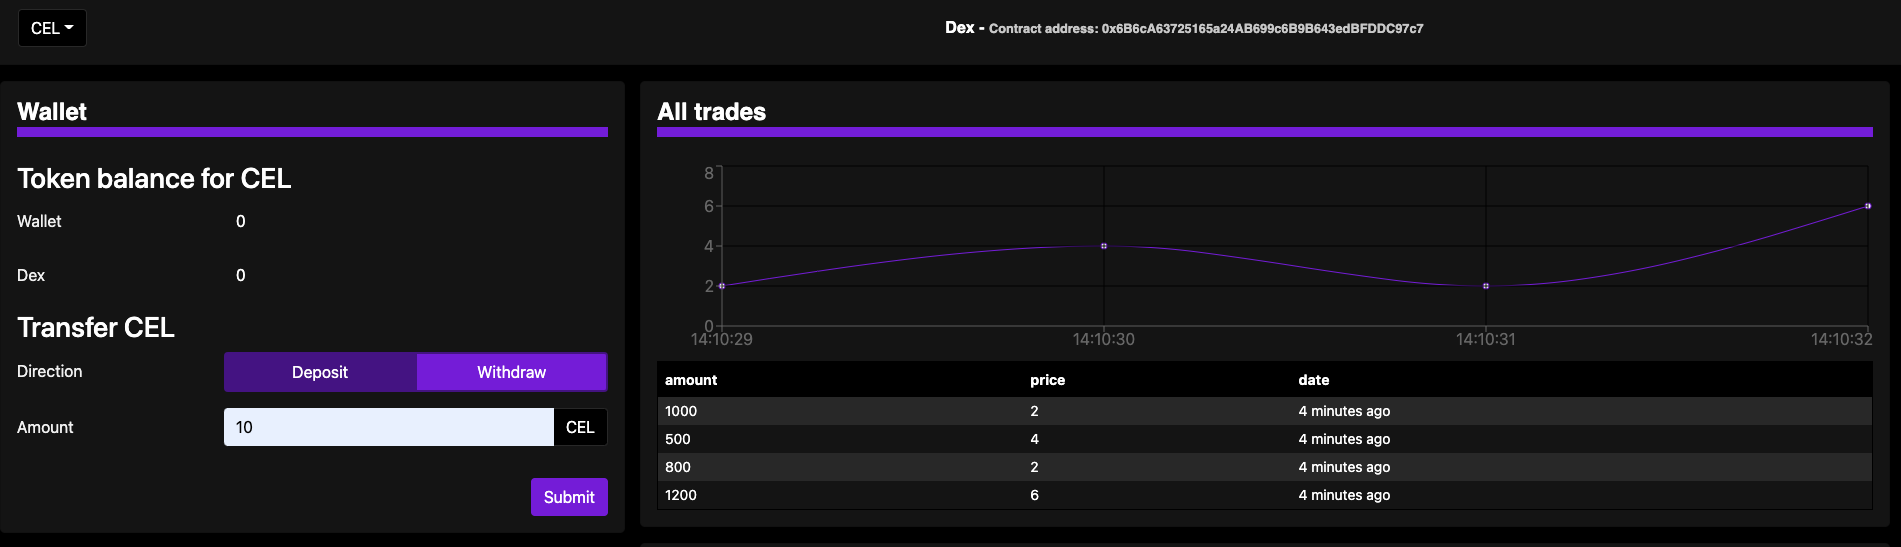 CEL
Dex - Contract address: 0x6B6cA63725165a24AB699c6B9B643edBFDDC97c7
Wallet
Token balance for CEL
Wallet 0
Dex 0
Transfer CEL
Direction Deposit Withdraw
Amount 10 CEL
Submit
All trades
8
6
4
2
0
14:10:29 14:10:30 14:10:31 14:10:32
amount price date
1000 2 4 minutes ago
500 4 4 minutes ago
800 2 4 minutes ago
1200 6 4 minutes ago